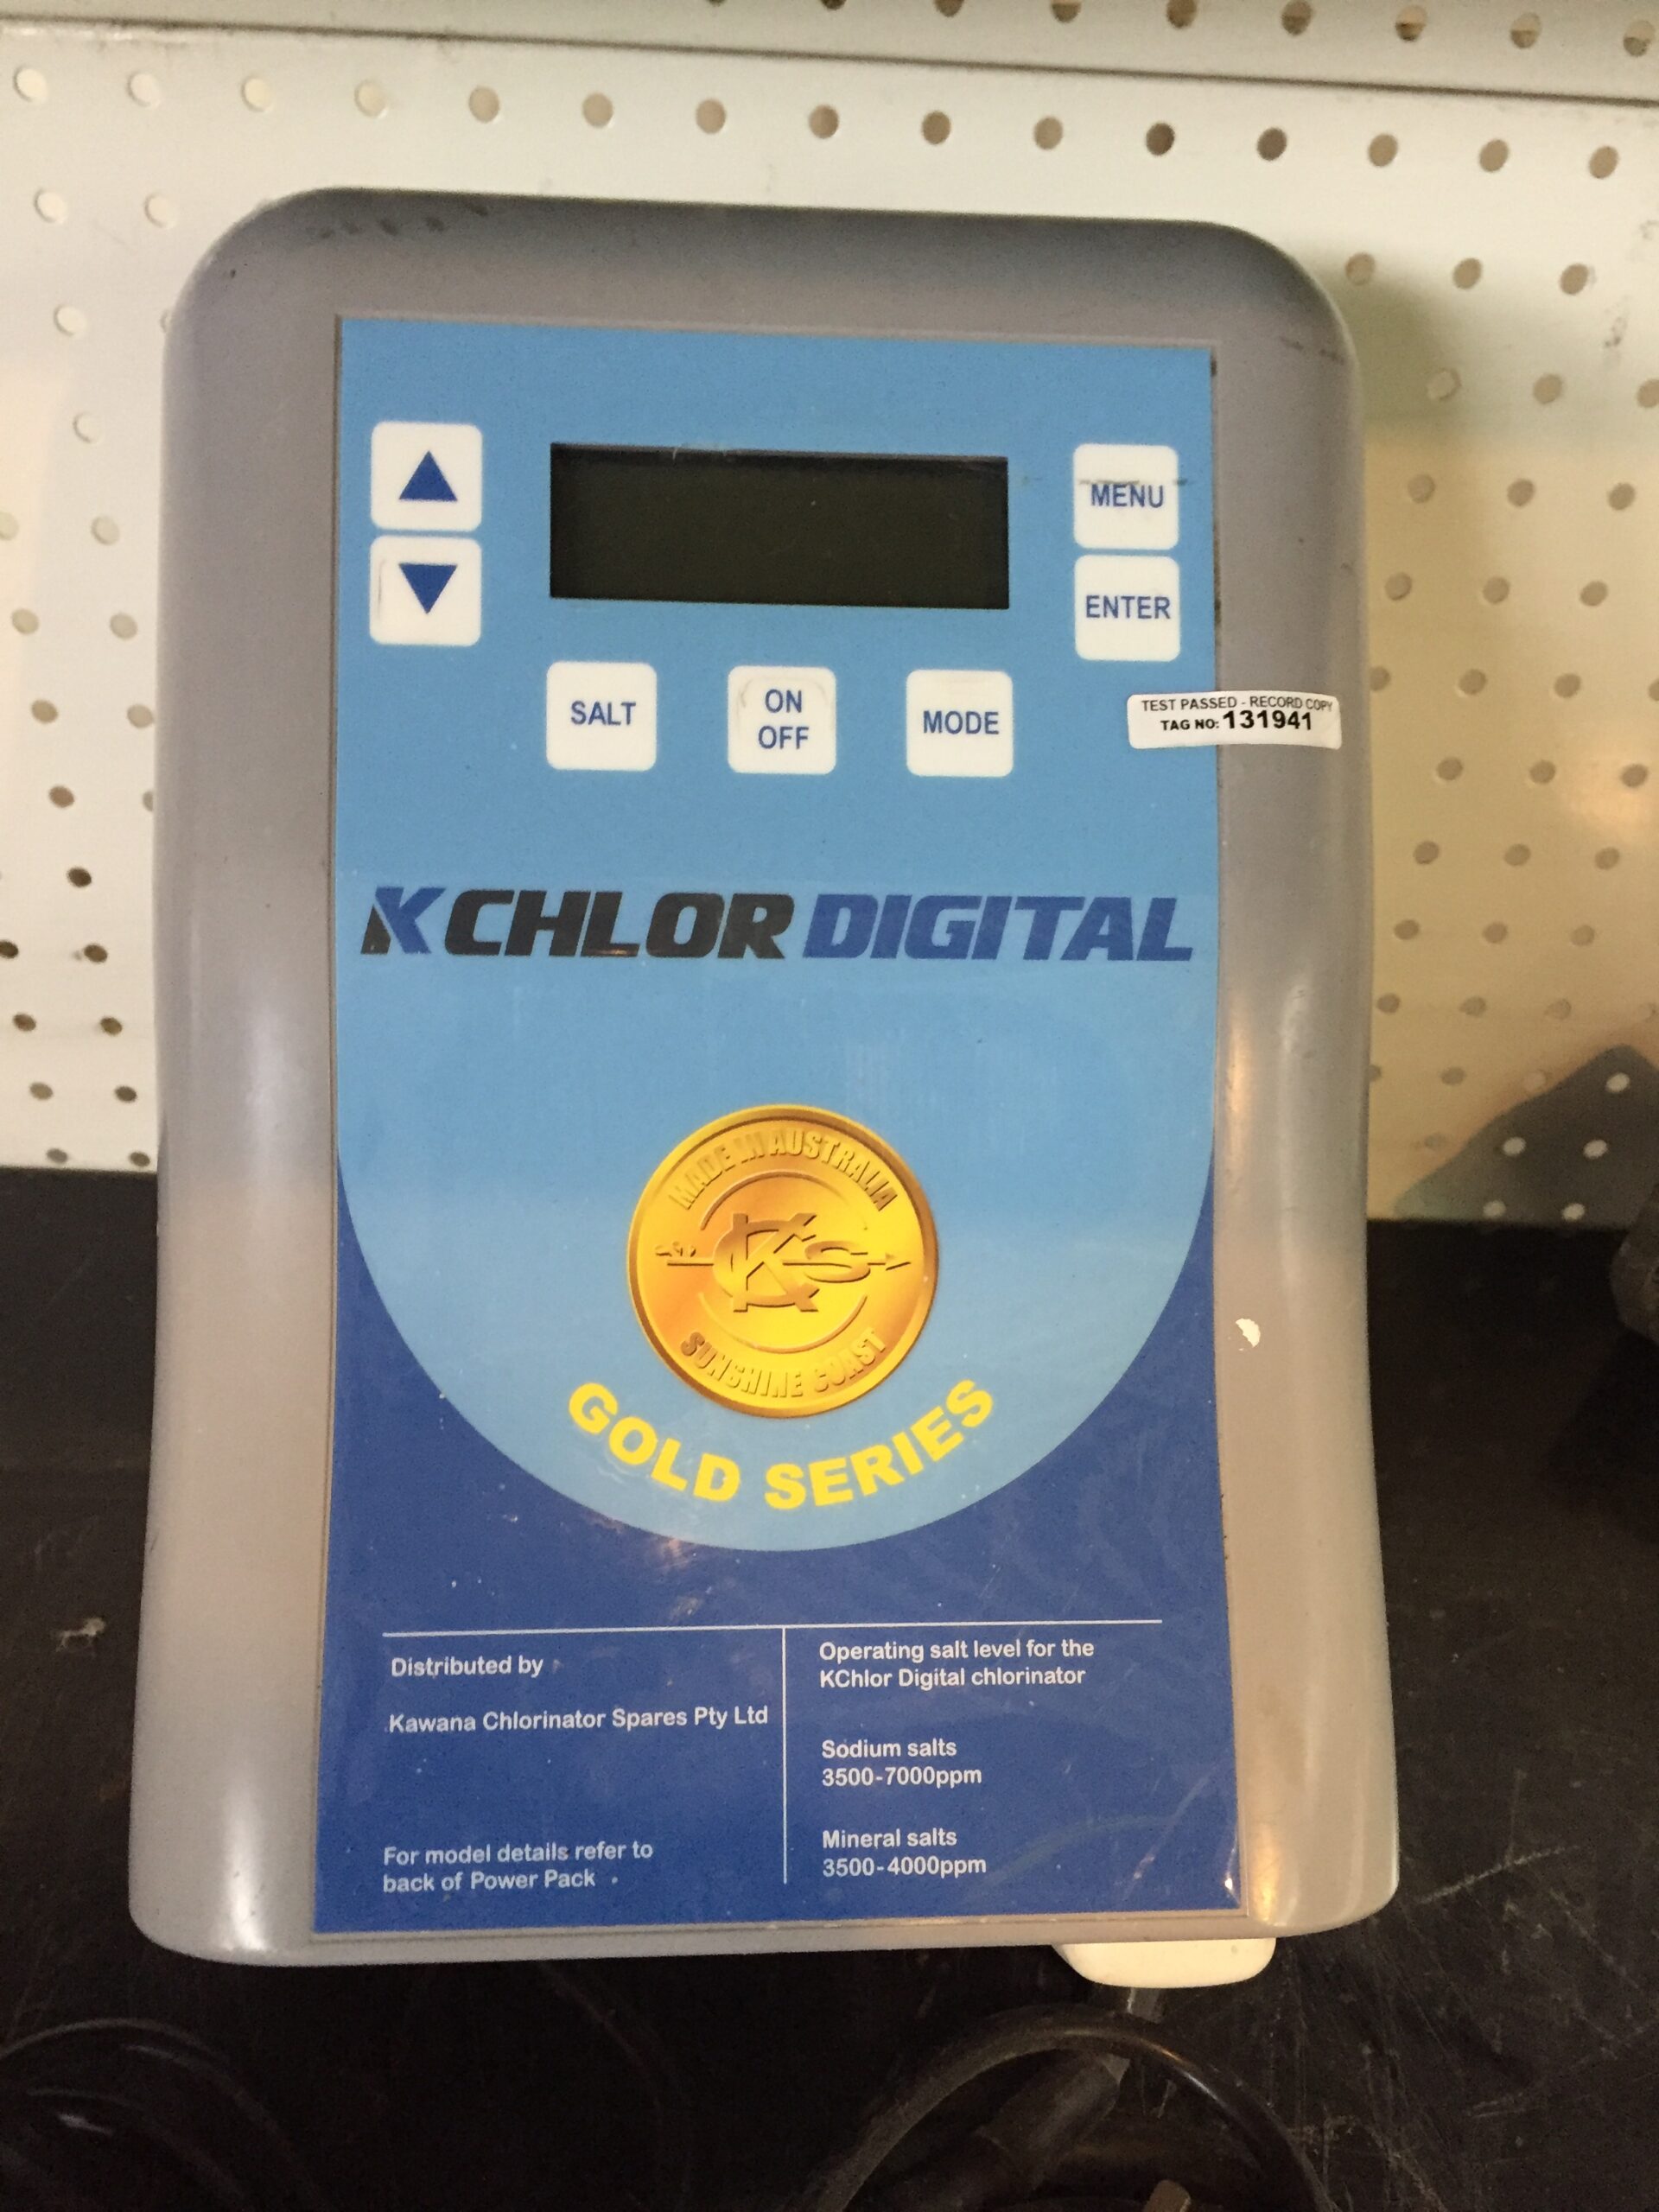 MENU
ENTER
SALT
ON
OFF
MODE
TEST PASSED - RECORD COPY
TAG NO: 131941
KCHLOR DIGITAL
MADE IN AUSTRALIA
KCS
SUNSHINE COAST
GOLD SERIES
Distributed by
Kawana Chlorinator Spares Pty Ltd
For model details refer to
back of Power Pack
Operating salt level for the
KChlor Digital chlorinator
Sodium salts
3500-7000ppm
Mineral salts
3500-4000ppm